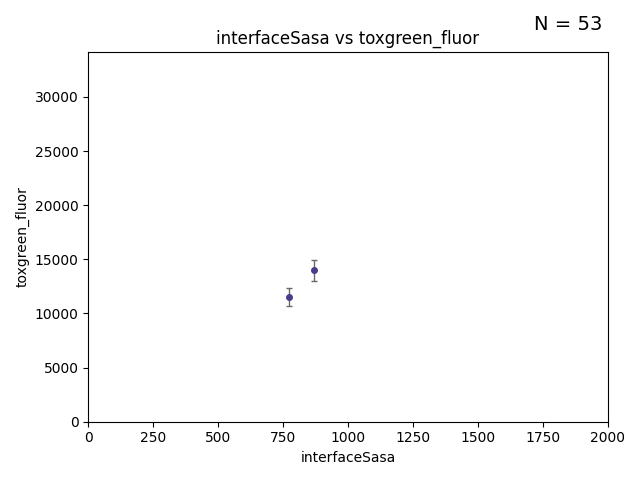 N = 53
interfaceSasa vs toxgreen_fluor
toxgreen_fluor
30000
25000
20000
15000
10000
5000
0
0 250 500 750 1000 1250 1500 1750 2000
interfaceSasa